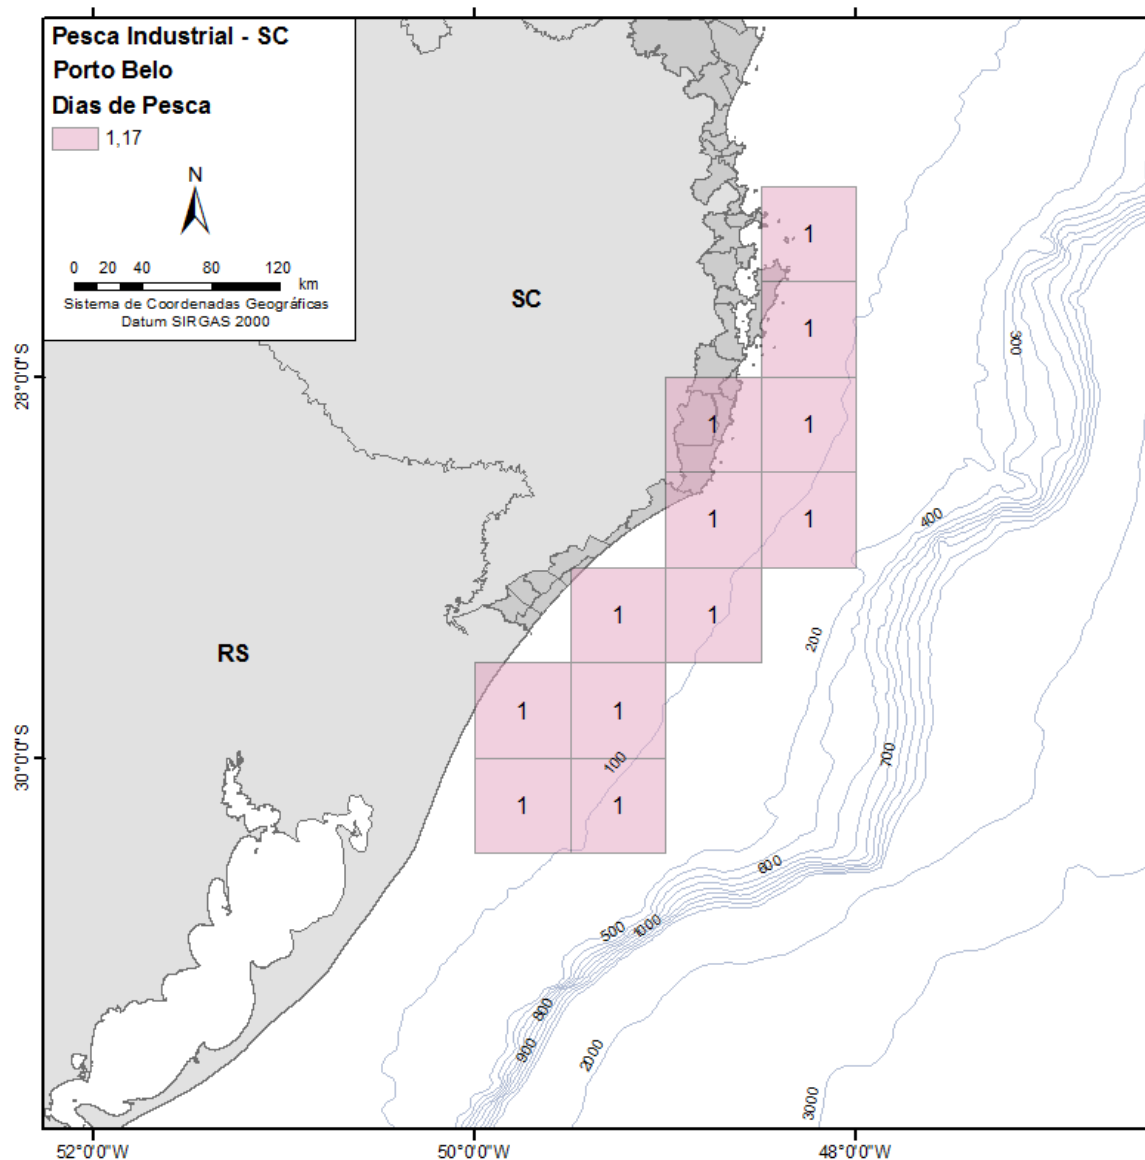 Pesca Industrial - SC
Porto Belo
Dias de Pesca
1,17
N
0 20 40 80 120
km
Sistema de Coordenadas Geográficas
Datum SIRGAS 2000
1
SC
1
300
28°0'0"S
1 1
1 1
400
1 1
200
RS
1 1
700
30°0'0"S
100
1 1
600
500
1000
800
900
2000
3000
52°0'0"W
50°0'0"W
48°0'0"W